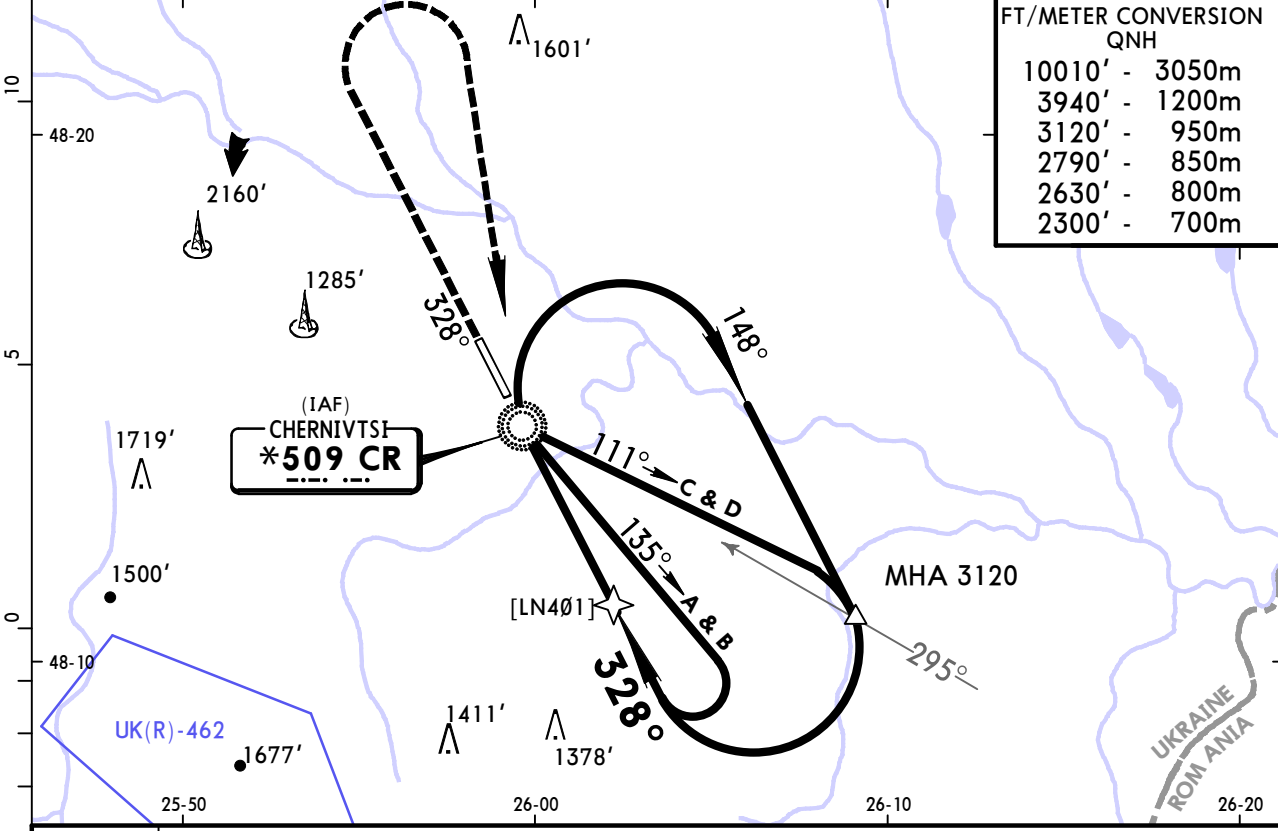 FT/METER CONVERSION
QNH
10010' - 3050m
3940' - 1200m
3120' - 950m
2790' - 850m
2630' - 800m
2300' - 700m
1601'
10
48-20
2160'
1285'
328°
148°
5
(IAF)
CHERNIVTSI
*509 CR
1719'
111° C & D
135° A & B
MHA 3120
1500'
[LN4Ø1]
0
48-10
328°
295°
UK(R)-462
1411'
1378'
1677'
UKRAINE
ROMANIA
25-50
26-00
26-10
26-20